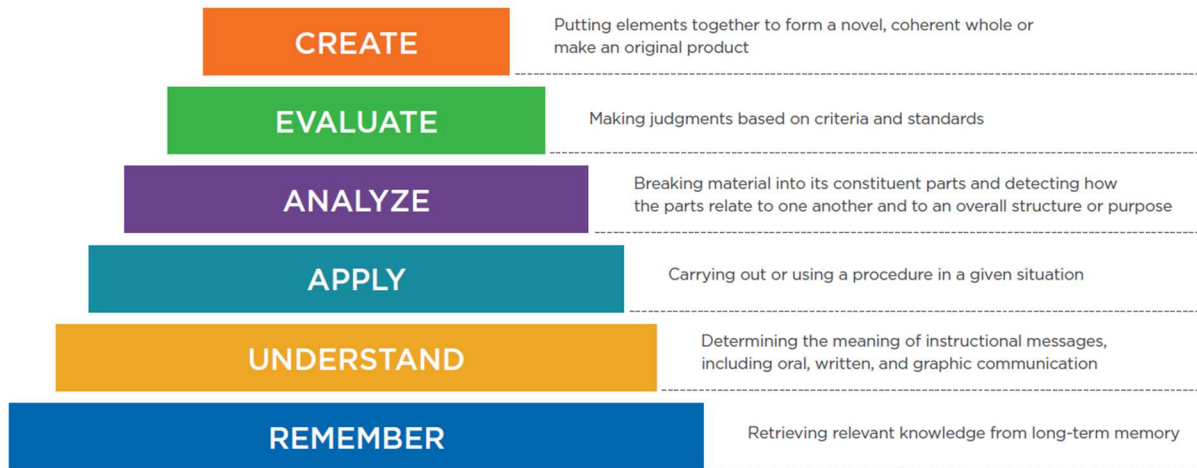 CREATE
Putting elements together to form a novel, coherent whole or
make an original product
EVALUATE
Making judgments based on criteria and standards
ANALYZE
Breaking material into its constituent parts and detecting how
the parts relate to one another and to an overall structure or purpose
APPLY
Carrying out or using a procedure in a given situation
UNDERSTAND
Determining the meaning of instructional messages,
including oral, written, and graphic communication
REMEMBER
Retrieving relevant knowledge from long-term memory